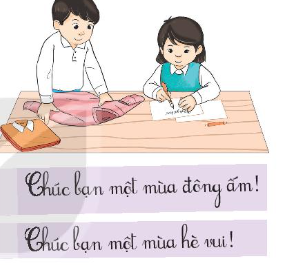 Chúc bạn một mùa đông ấm!
Chúc bạn một mùa hè vui!